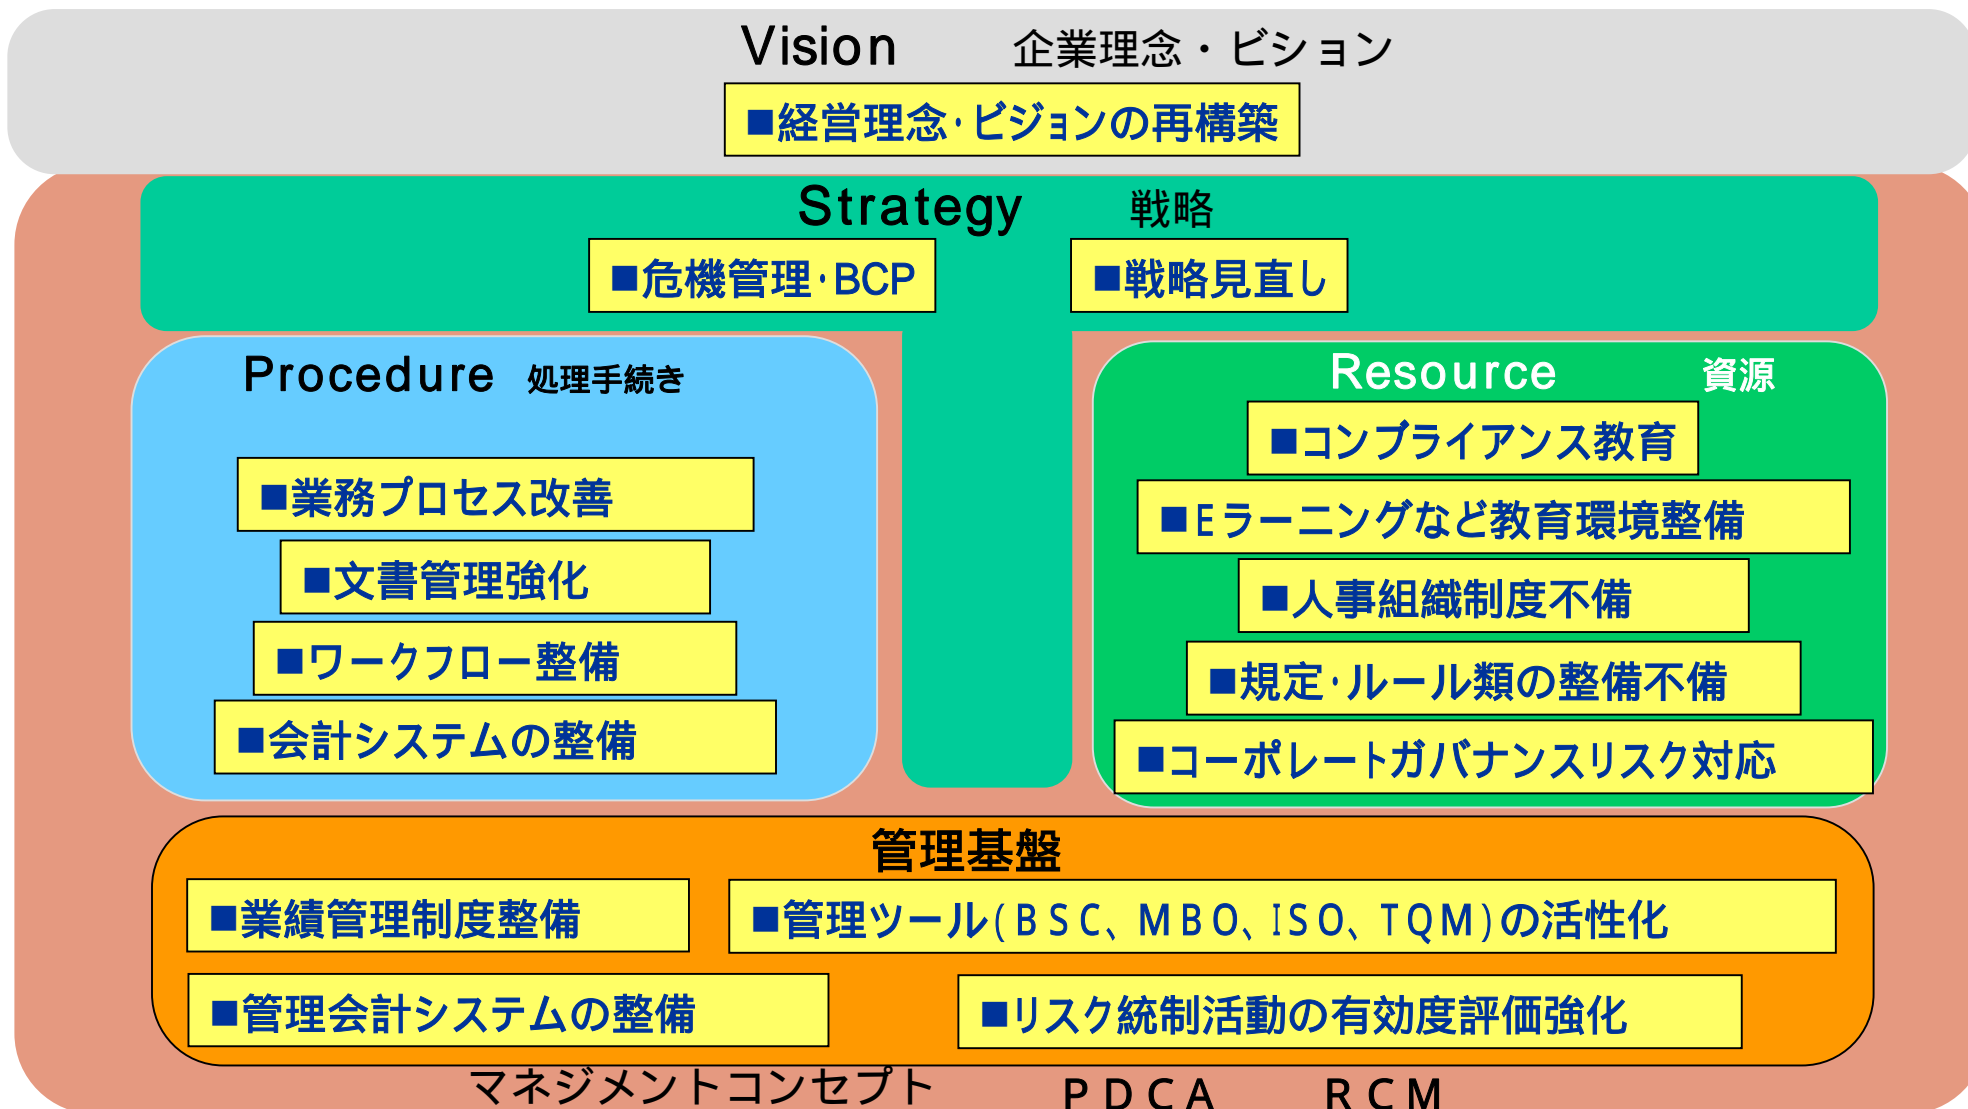 Vision 企業理念・ビション
■経営理念・ビジョンの再構築
Strategy 戦略
■危機管理・BCP ■戦略見直し
Procedure 処理手続き
■業務プロセス改善
■文書管理強化
■ワークフロー整備
■会計システムの整備
Resource 資源
■コンプライアンス教育
■Eラーニングなど教育環境整備
■人事組織制度不備
■規定・ルール類の整備不備
■コーポレートガバナンスリスク対応
管理基盤
■業績管理制度整備 ■管理ツール(BSC、MBO、ISO、TQM)の活性化
■管理会計システムの整備 ■リスク統制活動の有効度評価強化
マネジメントコンセプト PDCA RCM